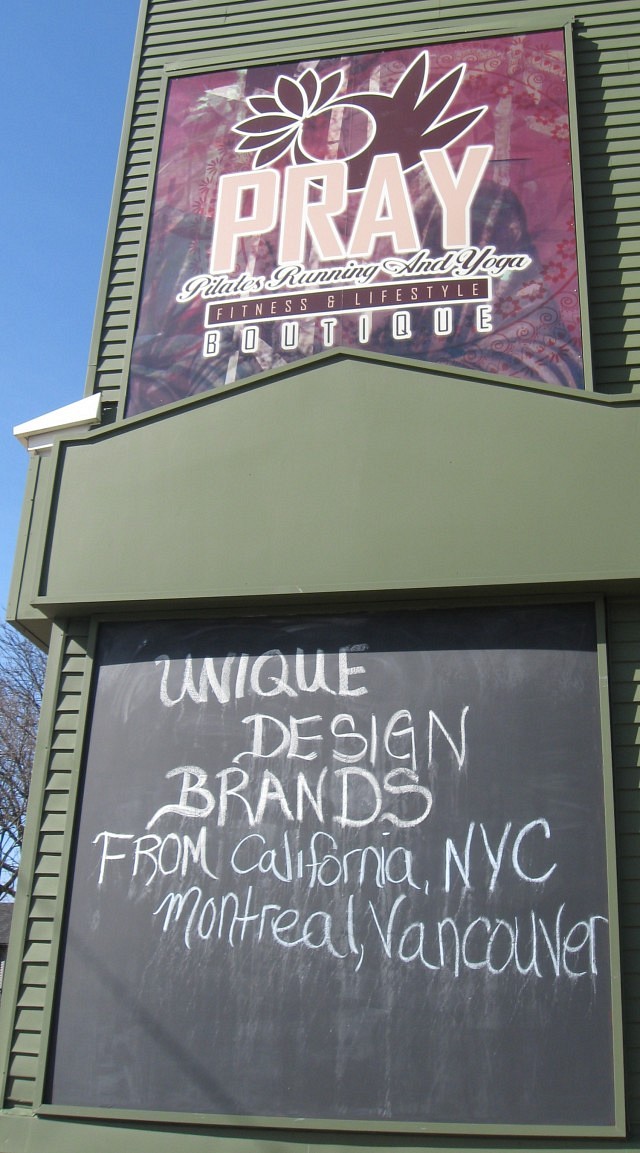 PRAY
Pilates Running And Yoga
FITNESS & LIFESTYLE
BOUTIQUE
UNIQUE
DESIGN
BRANDS
FROM California, NYC
Montreal, Vancouver